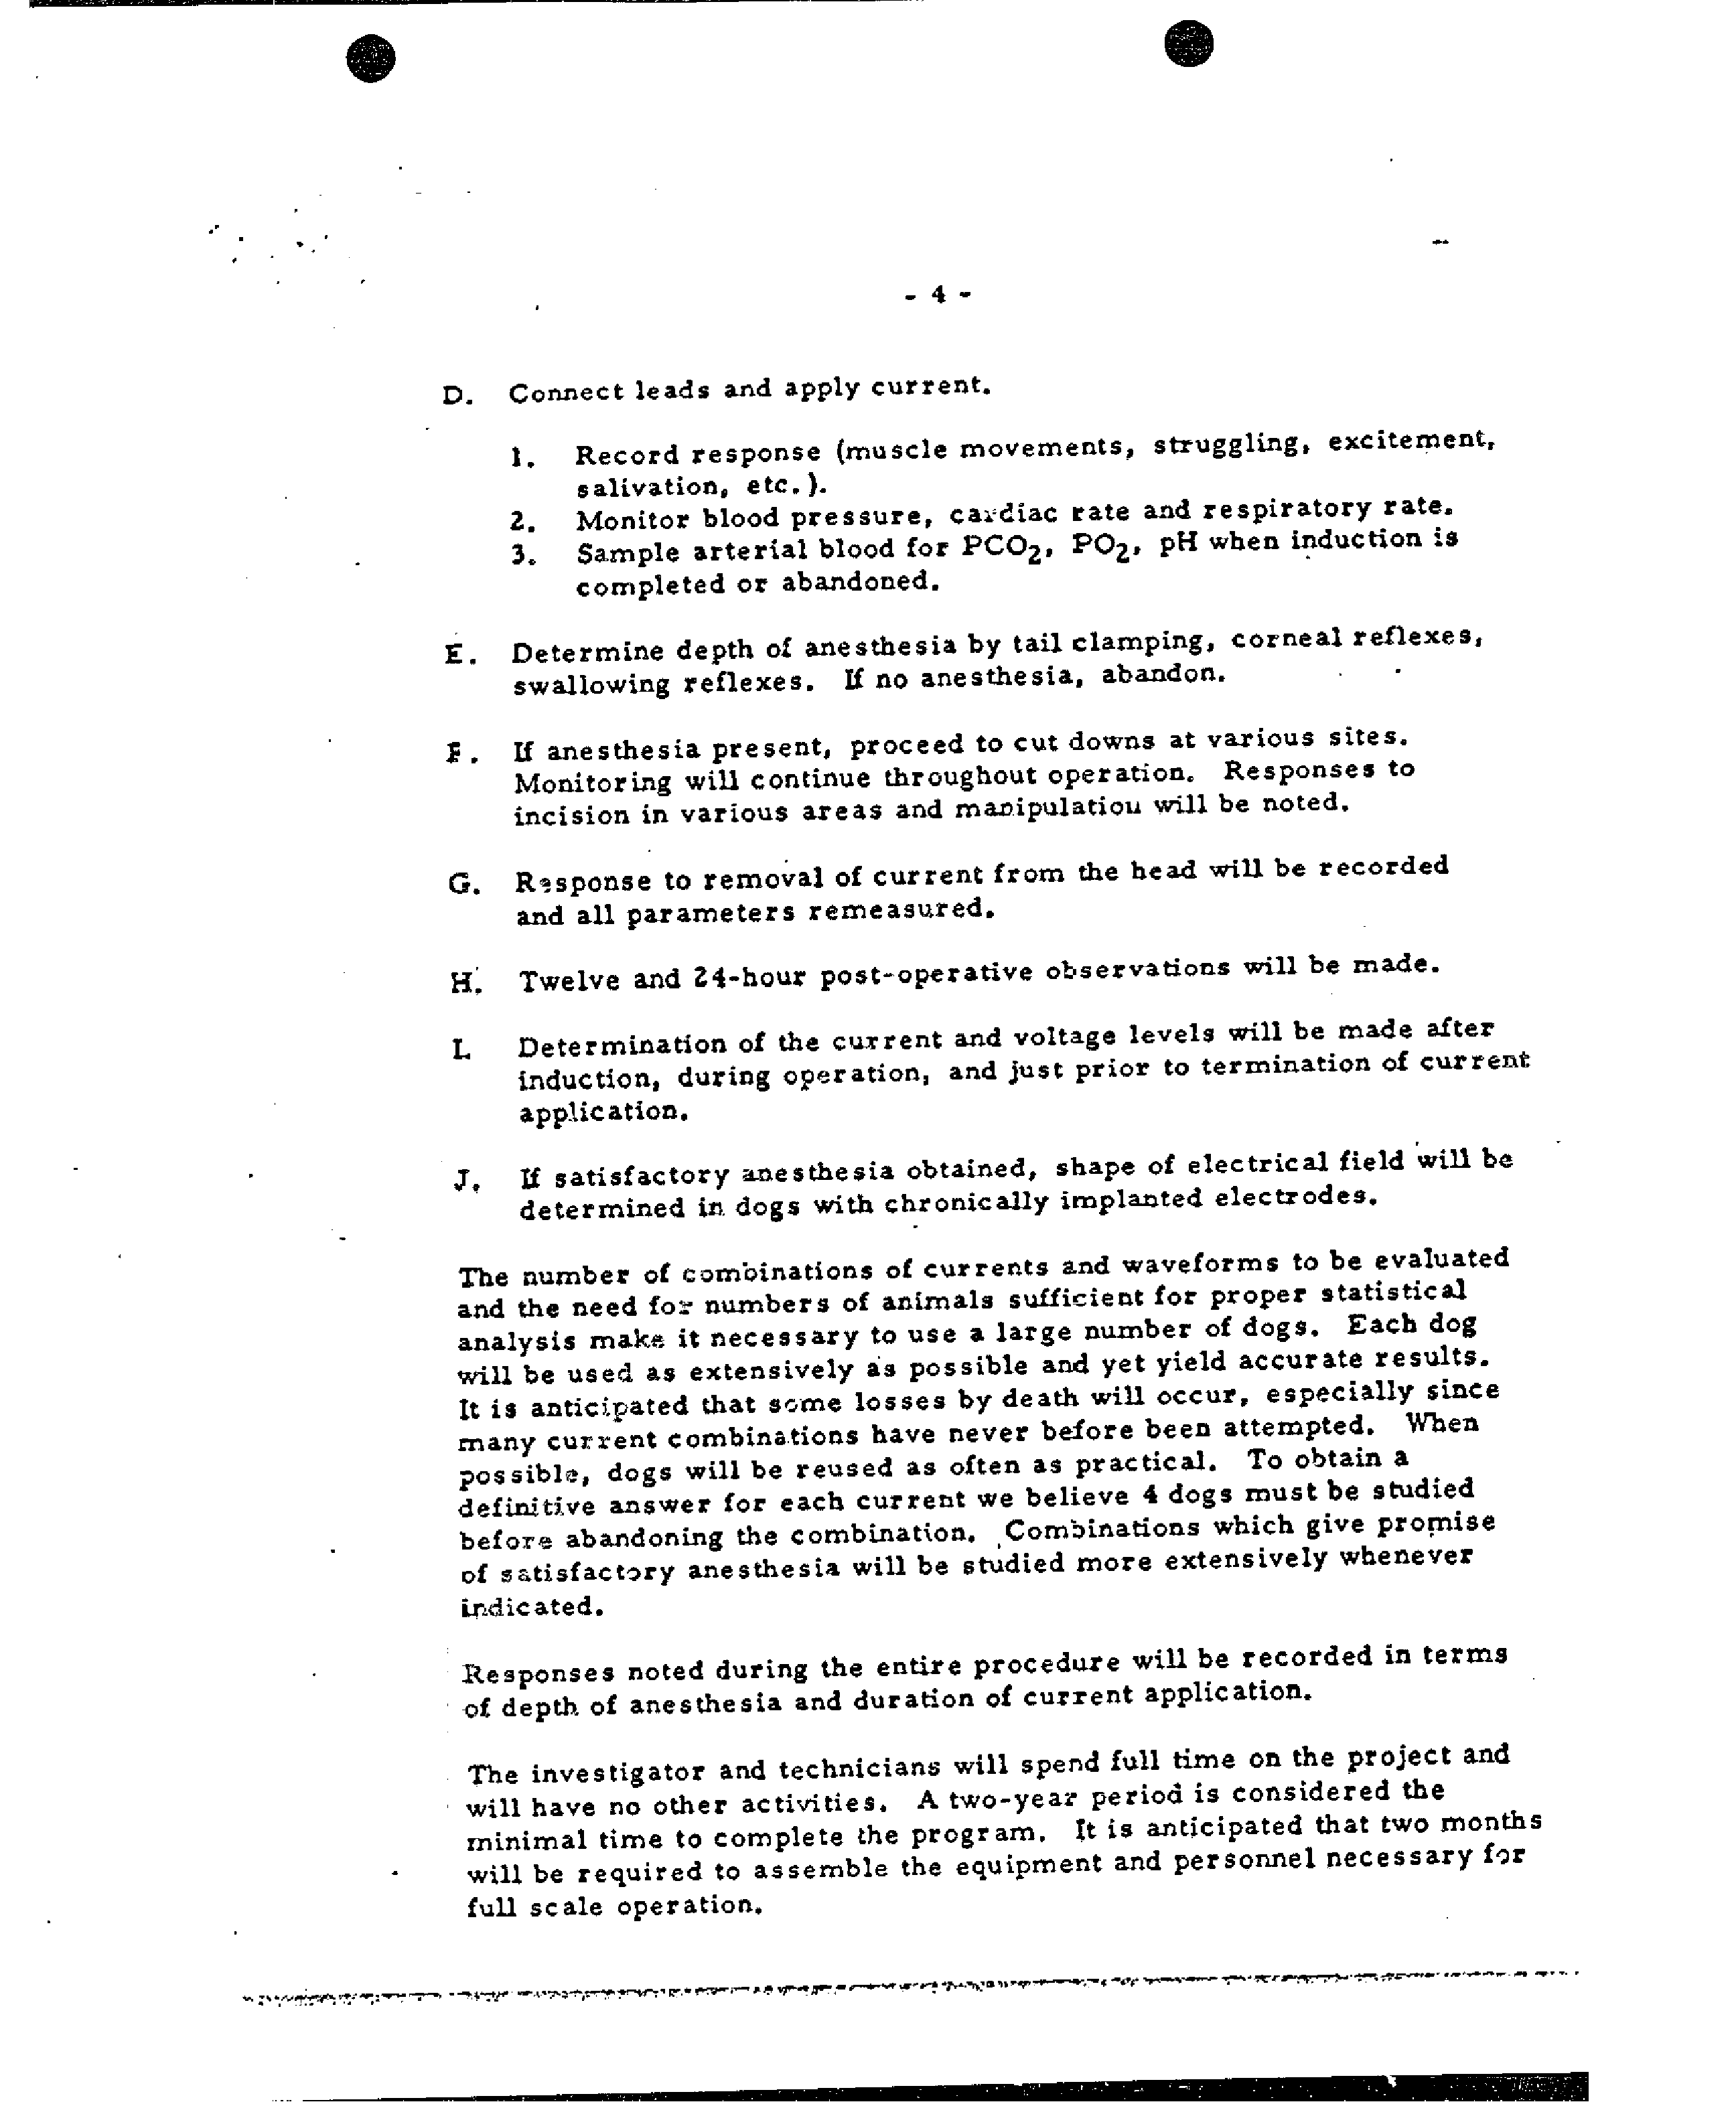 - 4 -
D. Connect leads and apply current.
1. Record response (muscle movements, struggling, excitement,
salivation, etc.).
2. Monitor blood pressure, cardiac rate and respiratory rate.
3. Sample arterial blood for PCO2, PO2, pH when induction is
completed or abandoned.
E. Determine depth of anesthesia by tail clamping, corneal reflexes,
swallowing reflexes. If no anesthesia, abandon.
F. If anesthesia present, proceed to cut downs at various sites.
Monitoring will continue throughout operation. Responses to
incision in various areas and manipulation will be noted.
G. Response to removal of current from the head will be recorded
and all parameters remeasured.
H. Twelve and 24-hour post-operative observations will be made.
I. Determination of the current and voltage levels will be made after
induction, during operation, and just prior to termination of current
application.
J. If satisfactory anesthesia obtained, shape of electrical field will be
determined in dogs with chronically implanted electrodes.
The number of combinations of currents and waveforms to be evaluated
and the need for numbers of animals sufficient for proper statistical
analysis make it necessary to use a large number of dogs. Each dog
will be used as extensively as possible and yet yield accurate results.
It is anticipated that some losses by death will occur, especially since
many current combinations have never before been attempted. When
possible, dogs will be reused as often as practical. To obtain a
definitive answer for each current we believe 4 dogs must be studied
before abandoning the combination. Combinations which give promise
of satisfactory anesthesia will be studied more extensively whenever
indicated.
Responses noted during the entire procedure will be recorded in terms
of depth of anesthesia and duration of current application.
The investigator and technicians will spend full time on the project and
will have no other activities. A two-year period is considered the
minimal time to complete the program. It is anticipated that two months
will be required to assemble the equipment and personnel necessary for
full scale operation.